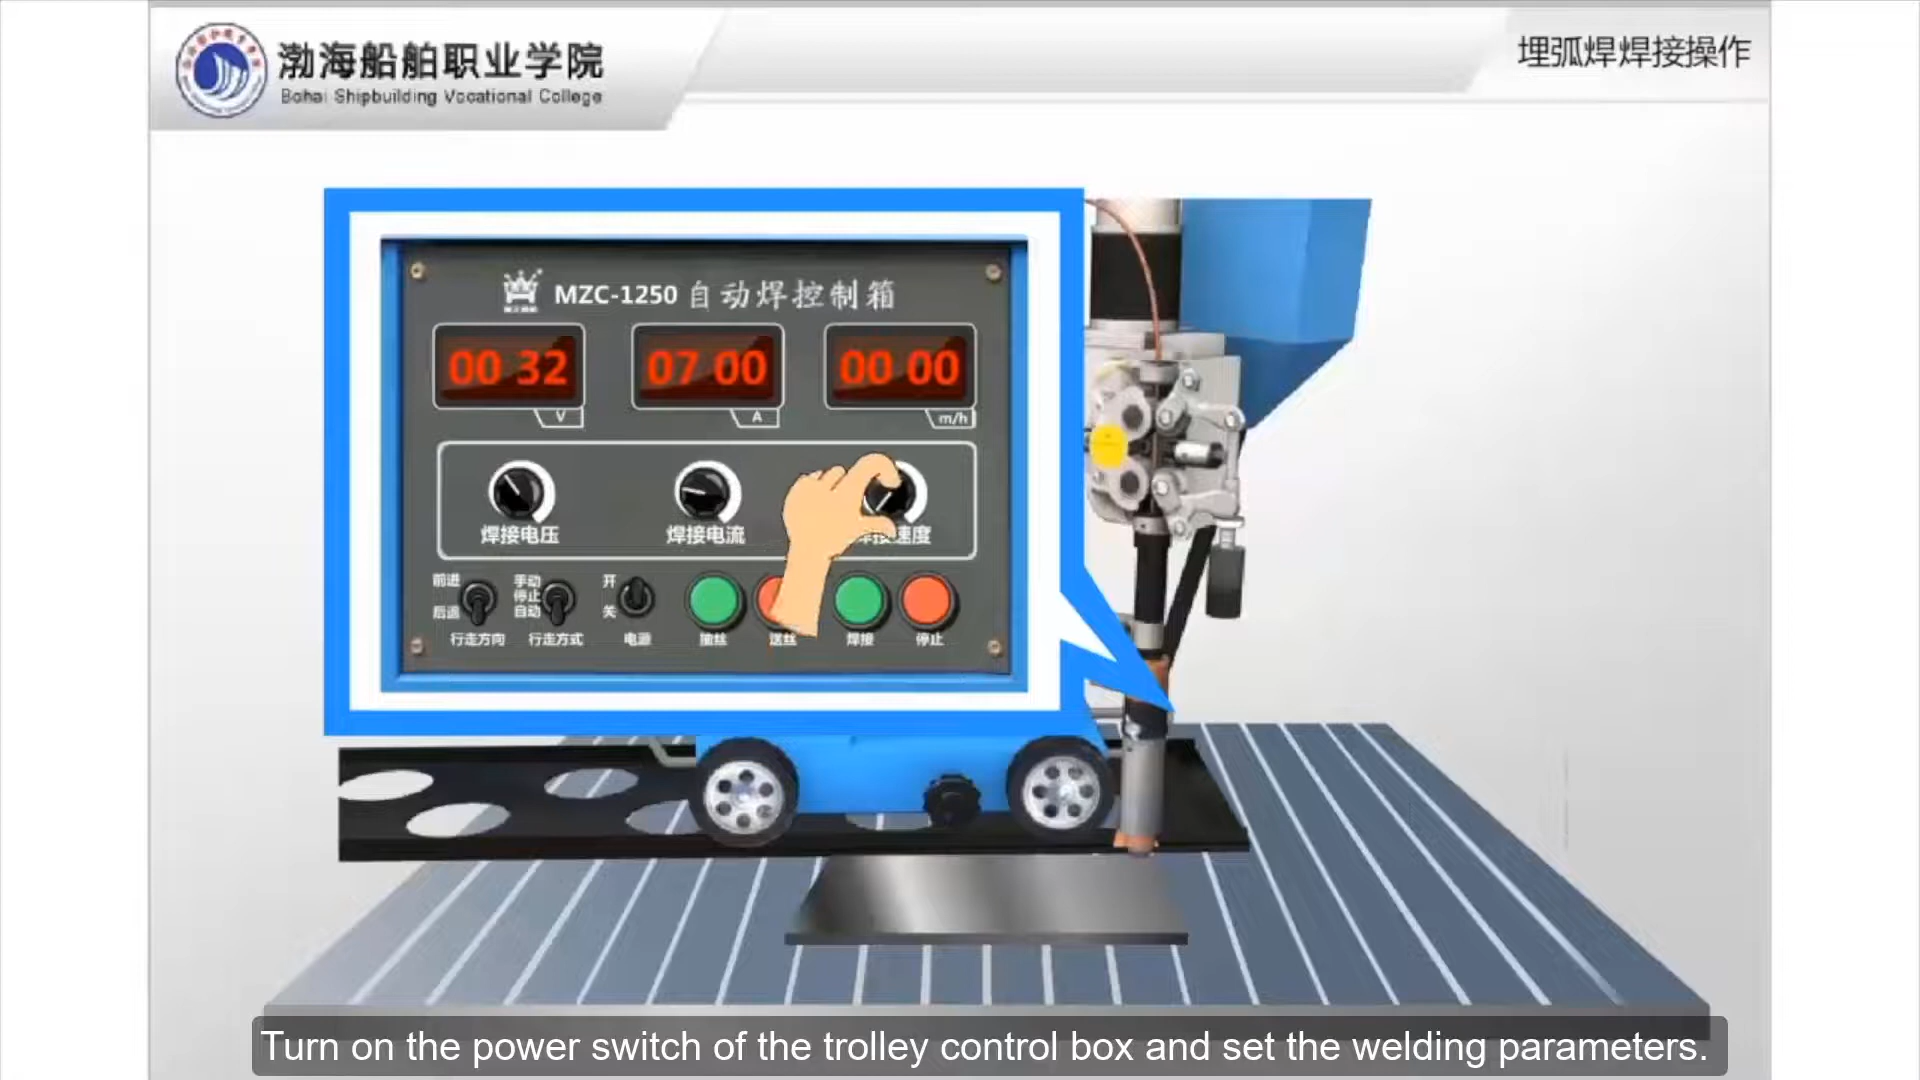 渤海船舶职业学院
Bohai Shipbuilding Vocational College
埋弧焊焊接操作
MZC-1250 自动焊控制箱
00 32
07 00
00 00
V
A
m/h
焊接电压
焊接电流
焊接速度
前进
后退
手动
停止
自动
开
关
行走方向
行走方式
电源
抽丝
送丝
焊接
停止
Turn on the power switch of the trolley control box and set the welding parameters.